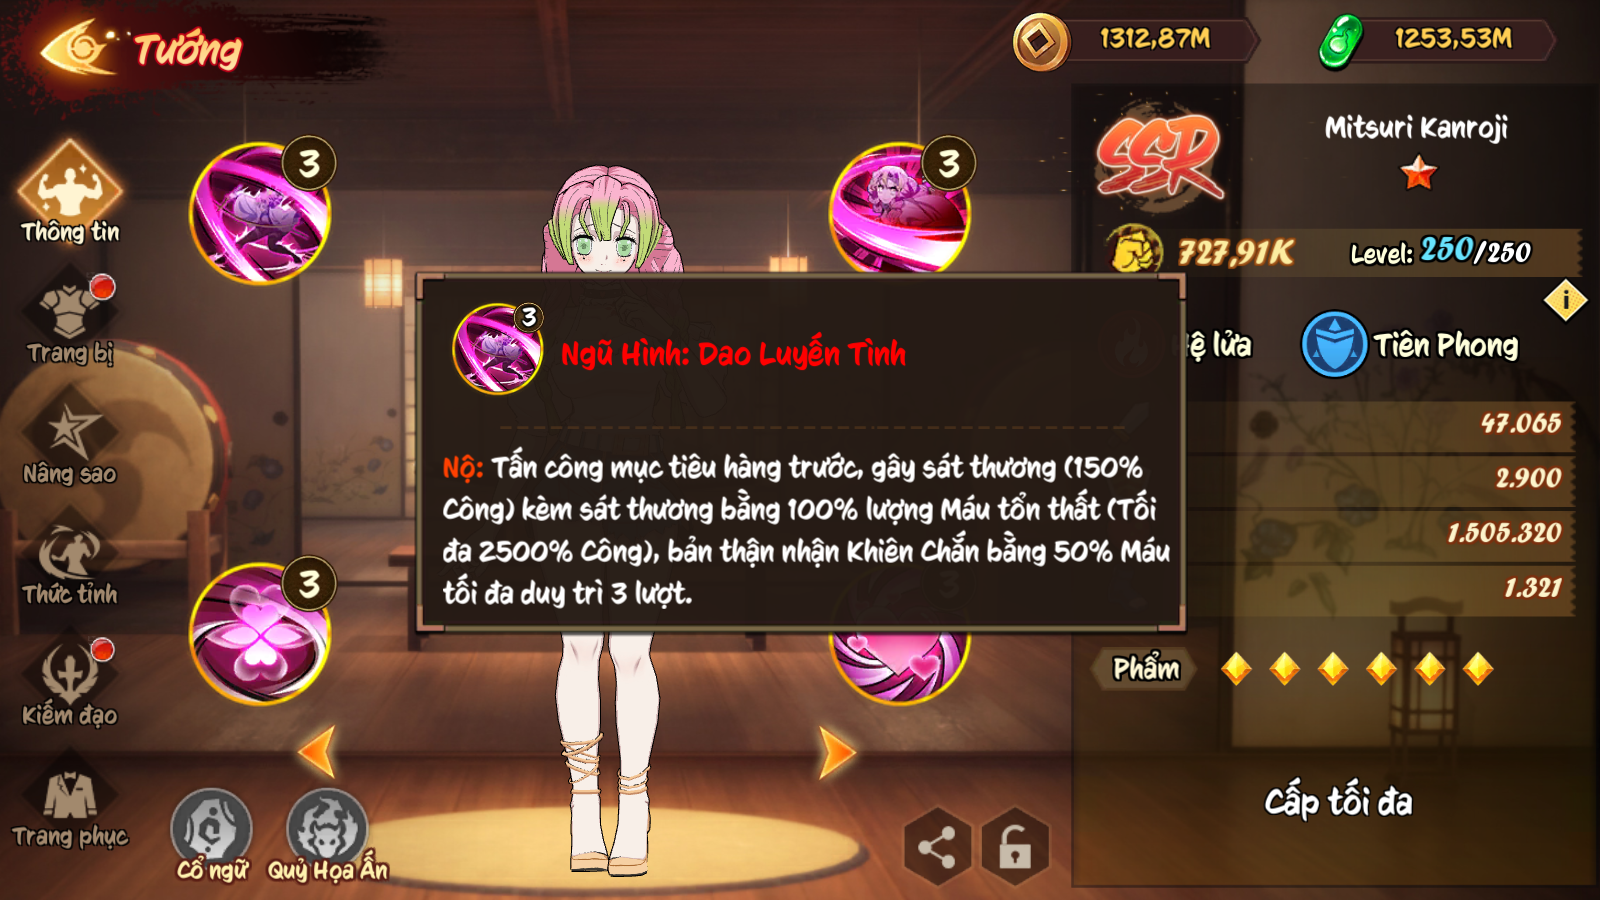 Tướng
1312,87M
1253,53M
Thông tin
3
3
SSR
Mitsuri Kanroji
727,91K
Level: 250/250
i
Trang bị
3
Ngũ Hình: Dao Luyến Tình
Hệ lửa
Tiên Phong
47.065
2.900
1.505.320
1.321
Nâng sao
Nộ: Tấn công mục tiêu hàng trước, gây sát thương (150%
Công) kèm sát thương bằng 100% lượng Máu tổn thất (Tối
đa 2500% Công), bản thận nhận Khiên Chắn bằng 50% Máu
tối đa duy trì 3 lượt.
Thức tỉnh
3
3
Phẩm
Kiếm đạo
Cấp tối đa
Trang phục
Cổ ngữ
Quỷ Họa Ấn